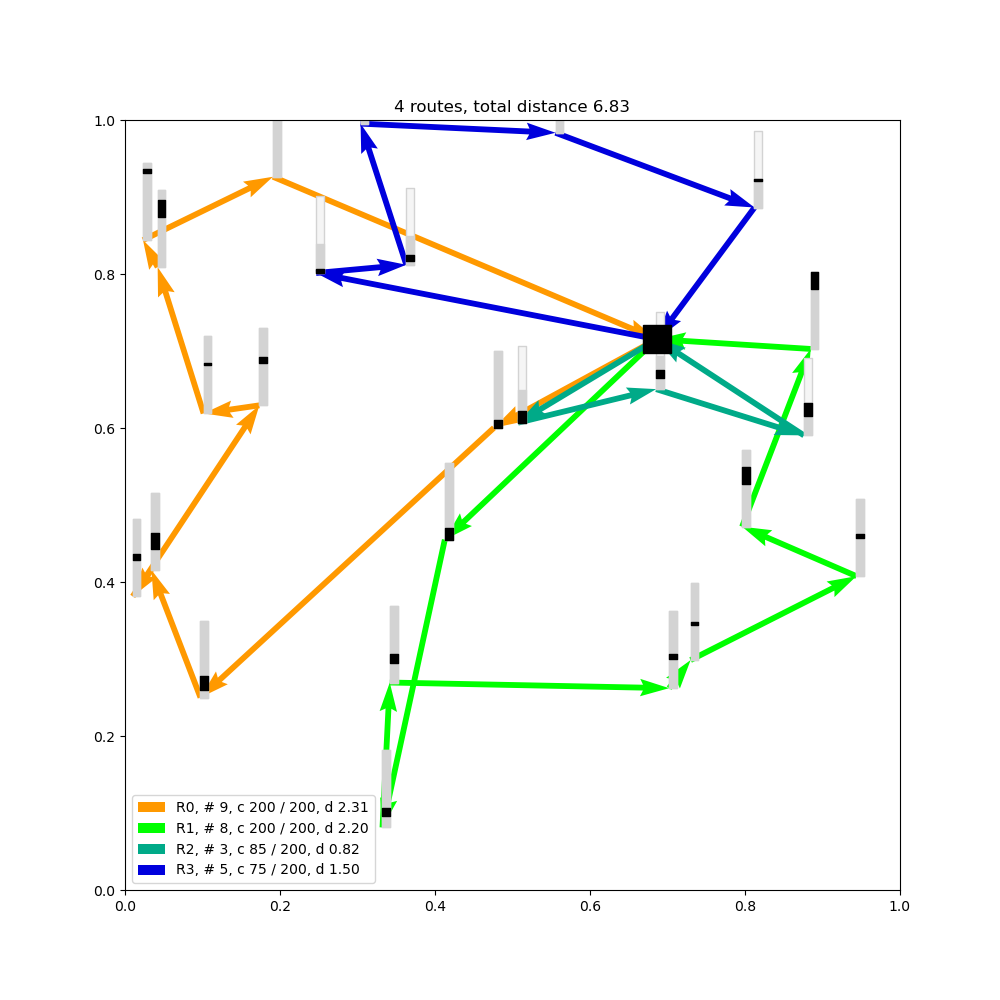 4 routes, total distance 6.83
1.0
0.8
0.6
0.4
0.2
0.0
R0, # 9, c 200 / 200, d 2.31
R1, # 8, c 200 / 200, d 2.20
R2, # 3, c 85 / 200, d 0.82
R3, # 5, c 75 / 200, d 1.50
0.0 0.2 0.4 0.6 0.8 1.0